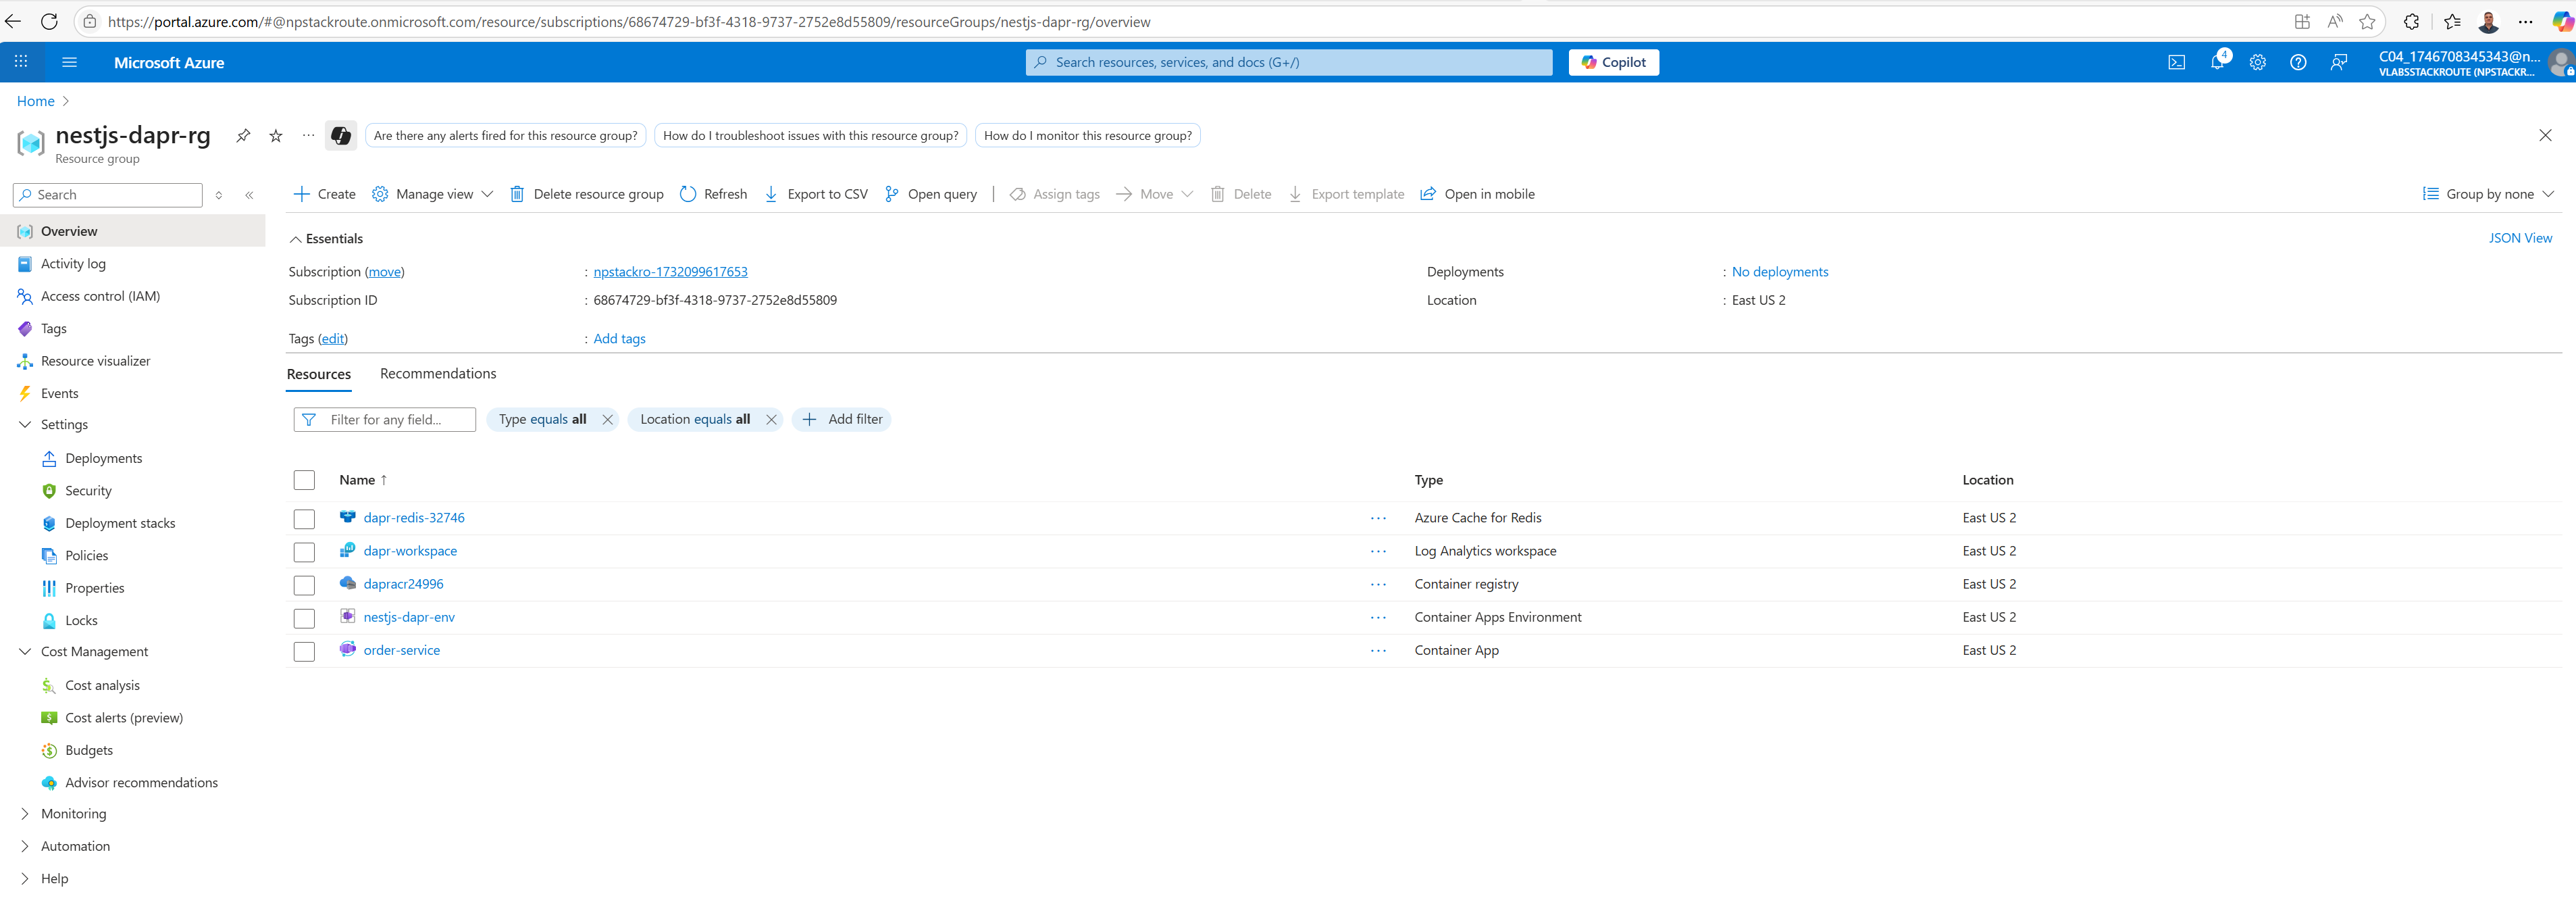 https://portal.azure.com/#@npstackroute.onmicrosoft.com/resource/subscriptions/68674729-bf3f-4318-9737-2752e8d55809/resourceGroups/nestjs-dapr-rg/overview
Microsoft Azure
Search resources, services, and docs (G+/)
Copilot
4
C04_1746708345343@n...
VLABSSTACKROUTE (NPSTACKR...
Home
nestjs-dapr-rg
Resource group
Are there any alerts fired for this resource group?
How do I troubleshoot issues with this resource group?
How do I monitor this resource group?
Search
Create
Manage view
Delete resource group
Refresh
Export to CSV
Open query
Assign tags
Move
Delete
Export template
Open in mobile
Group by none
Overview
Activity log
Access control (IAM)
Tags
Resource visualizer
Events
Settings
Deployments
Security
Deployment stacks
Policies
Properties
Locks
Cost Management
Cost analysis
Cost alerts (preview)
Budgets
Advisor recommendations
Monitoring
Automation
Help
Essentials
JSON View
Subscription (move) : npstackro-1732099617653
Subscription ID : 68674729-bf3f-4318-9737-2752e8d55809
Tags (edit) : Add tags
Deployments : No deployments
Location : East US 2
Resources
Recommendations
Filter for any field...
Type equals all
Location equals all
Add filter
Name ↑ Type Location
dapr-redis-32746 ... Azure Cache for Redis East US 2
dapr-workspace ... Log Analytics workspace East US 2
dapracr24996 ... Container registry East US 2
nestjs-dapr-env ... Container Apps Environment East US 2
order-service ... Container App East US 2